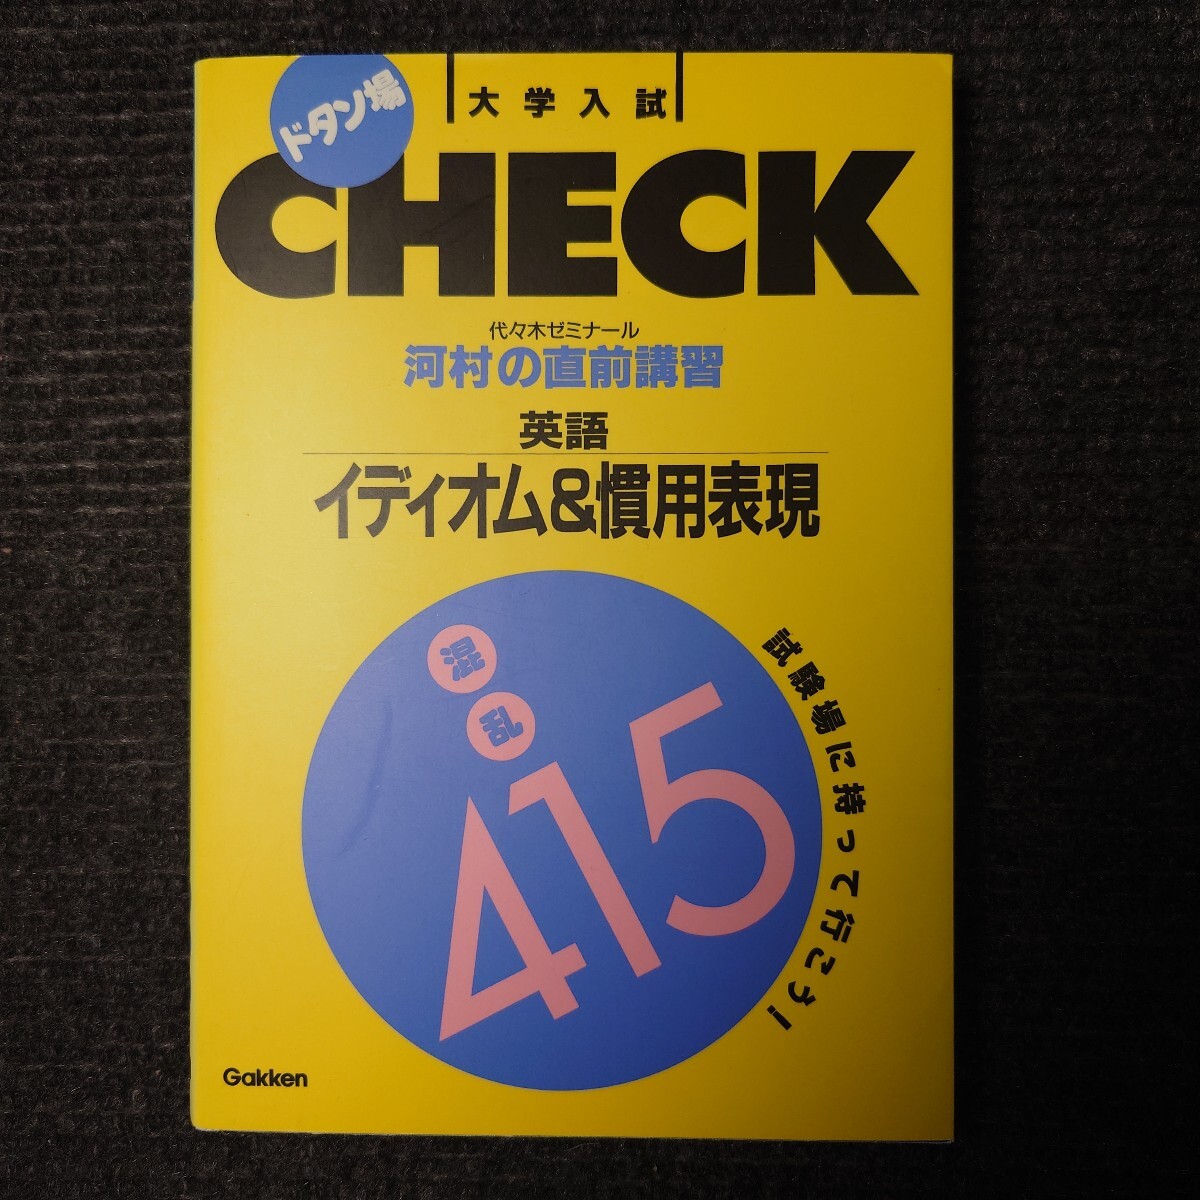 ドタン場
大学入試
CHECK
代々木ゼミナール
河村の直前講習
英語
イディオム&慣用表現
混乱
415
試験場に持って行こう!
Gakken